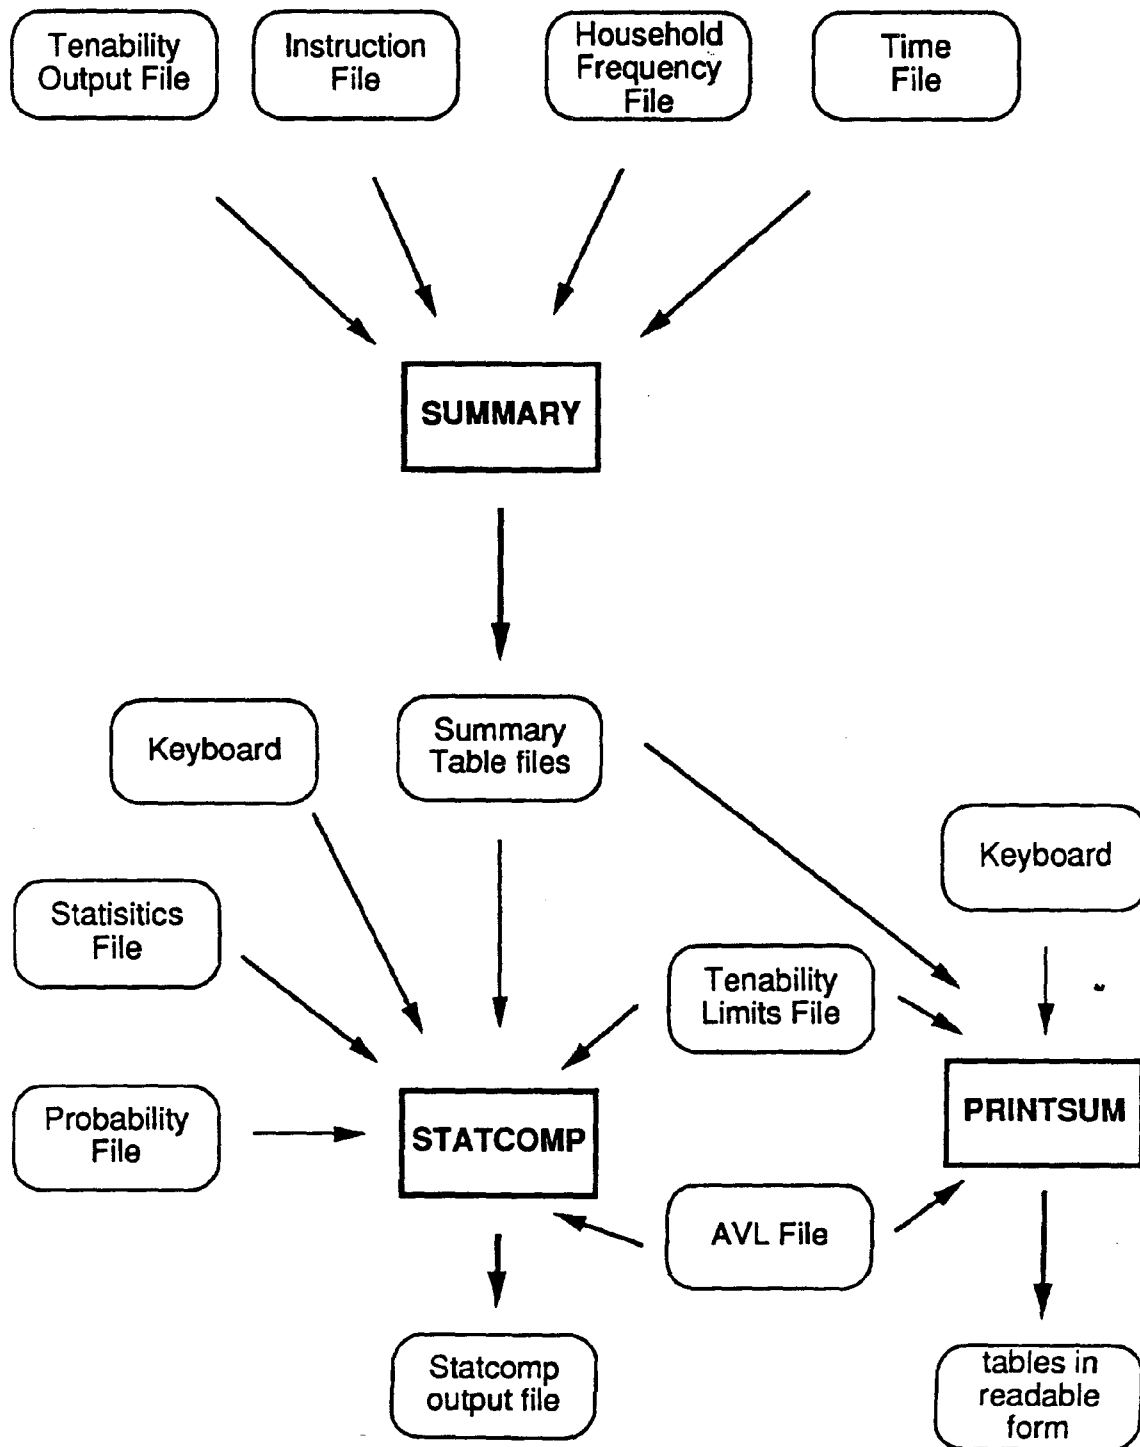 Tenability
Output File
Instruction
File
Household
Frequency
File
Time
File
SUMMARY
Keyboard
Summary
Table files
Keyboard
Statisitics
File
Tenability
Limits File
Probability
File
STATCOMP
PRINTSUM
AVL File
Statcomp
output file
tables in
readable
form